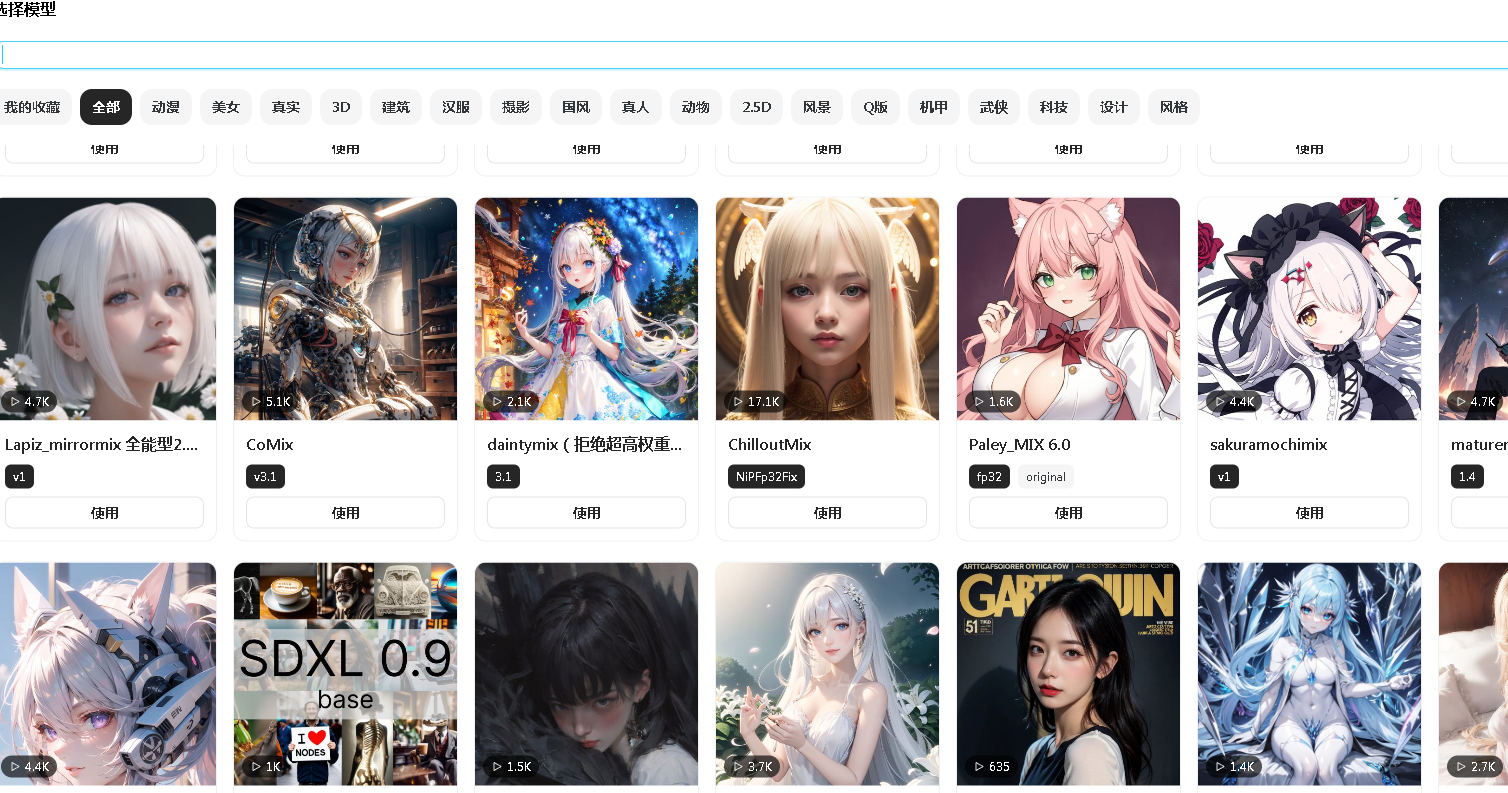 选择模型
我的收藏 全部 动漫 美女 真实 3D 建筑 汉服 摄影 国风 真人 动物 2.5D 风景 Q版 机甲 武侠 科技 设计 风格
使用 使用 使用 使用 使用 使用
4.7K 5.1K 2.1K 17.1K 1.6K 4.4K 4.7K
Lapiz_mirrormix 全能型2.... CoMix daintymix ( 拒绝超高权重... ChilloutMix Paley_MIX 6.0 sakuramochimix
v1 v3.1 3.1 NiPFp32Fix fp32 original v1 1.4
使用 使用 使用 使用 使用 使用
SDXL 0.9
base
I NODES
51
4.4K 1K 1.5K 3.7K 635 1.4K 2.7K